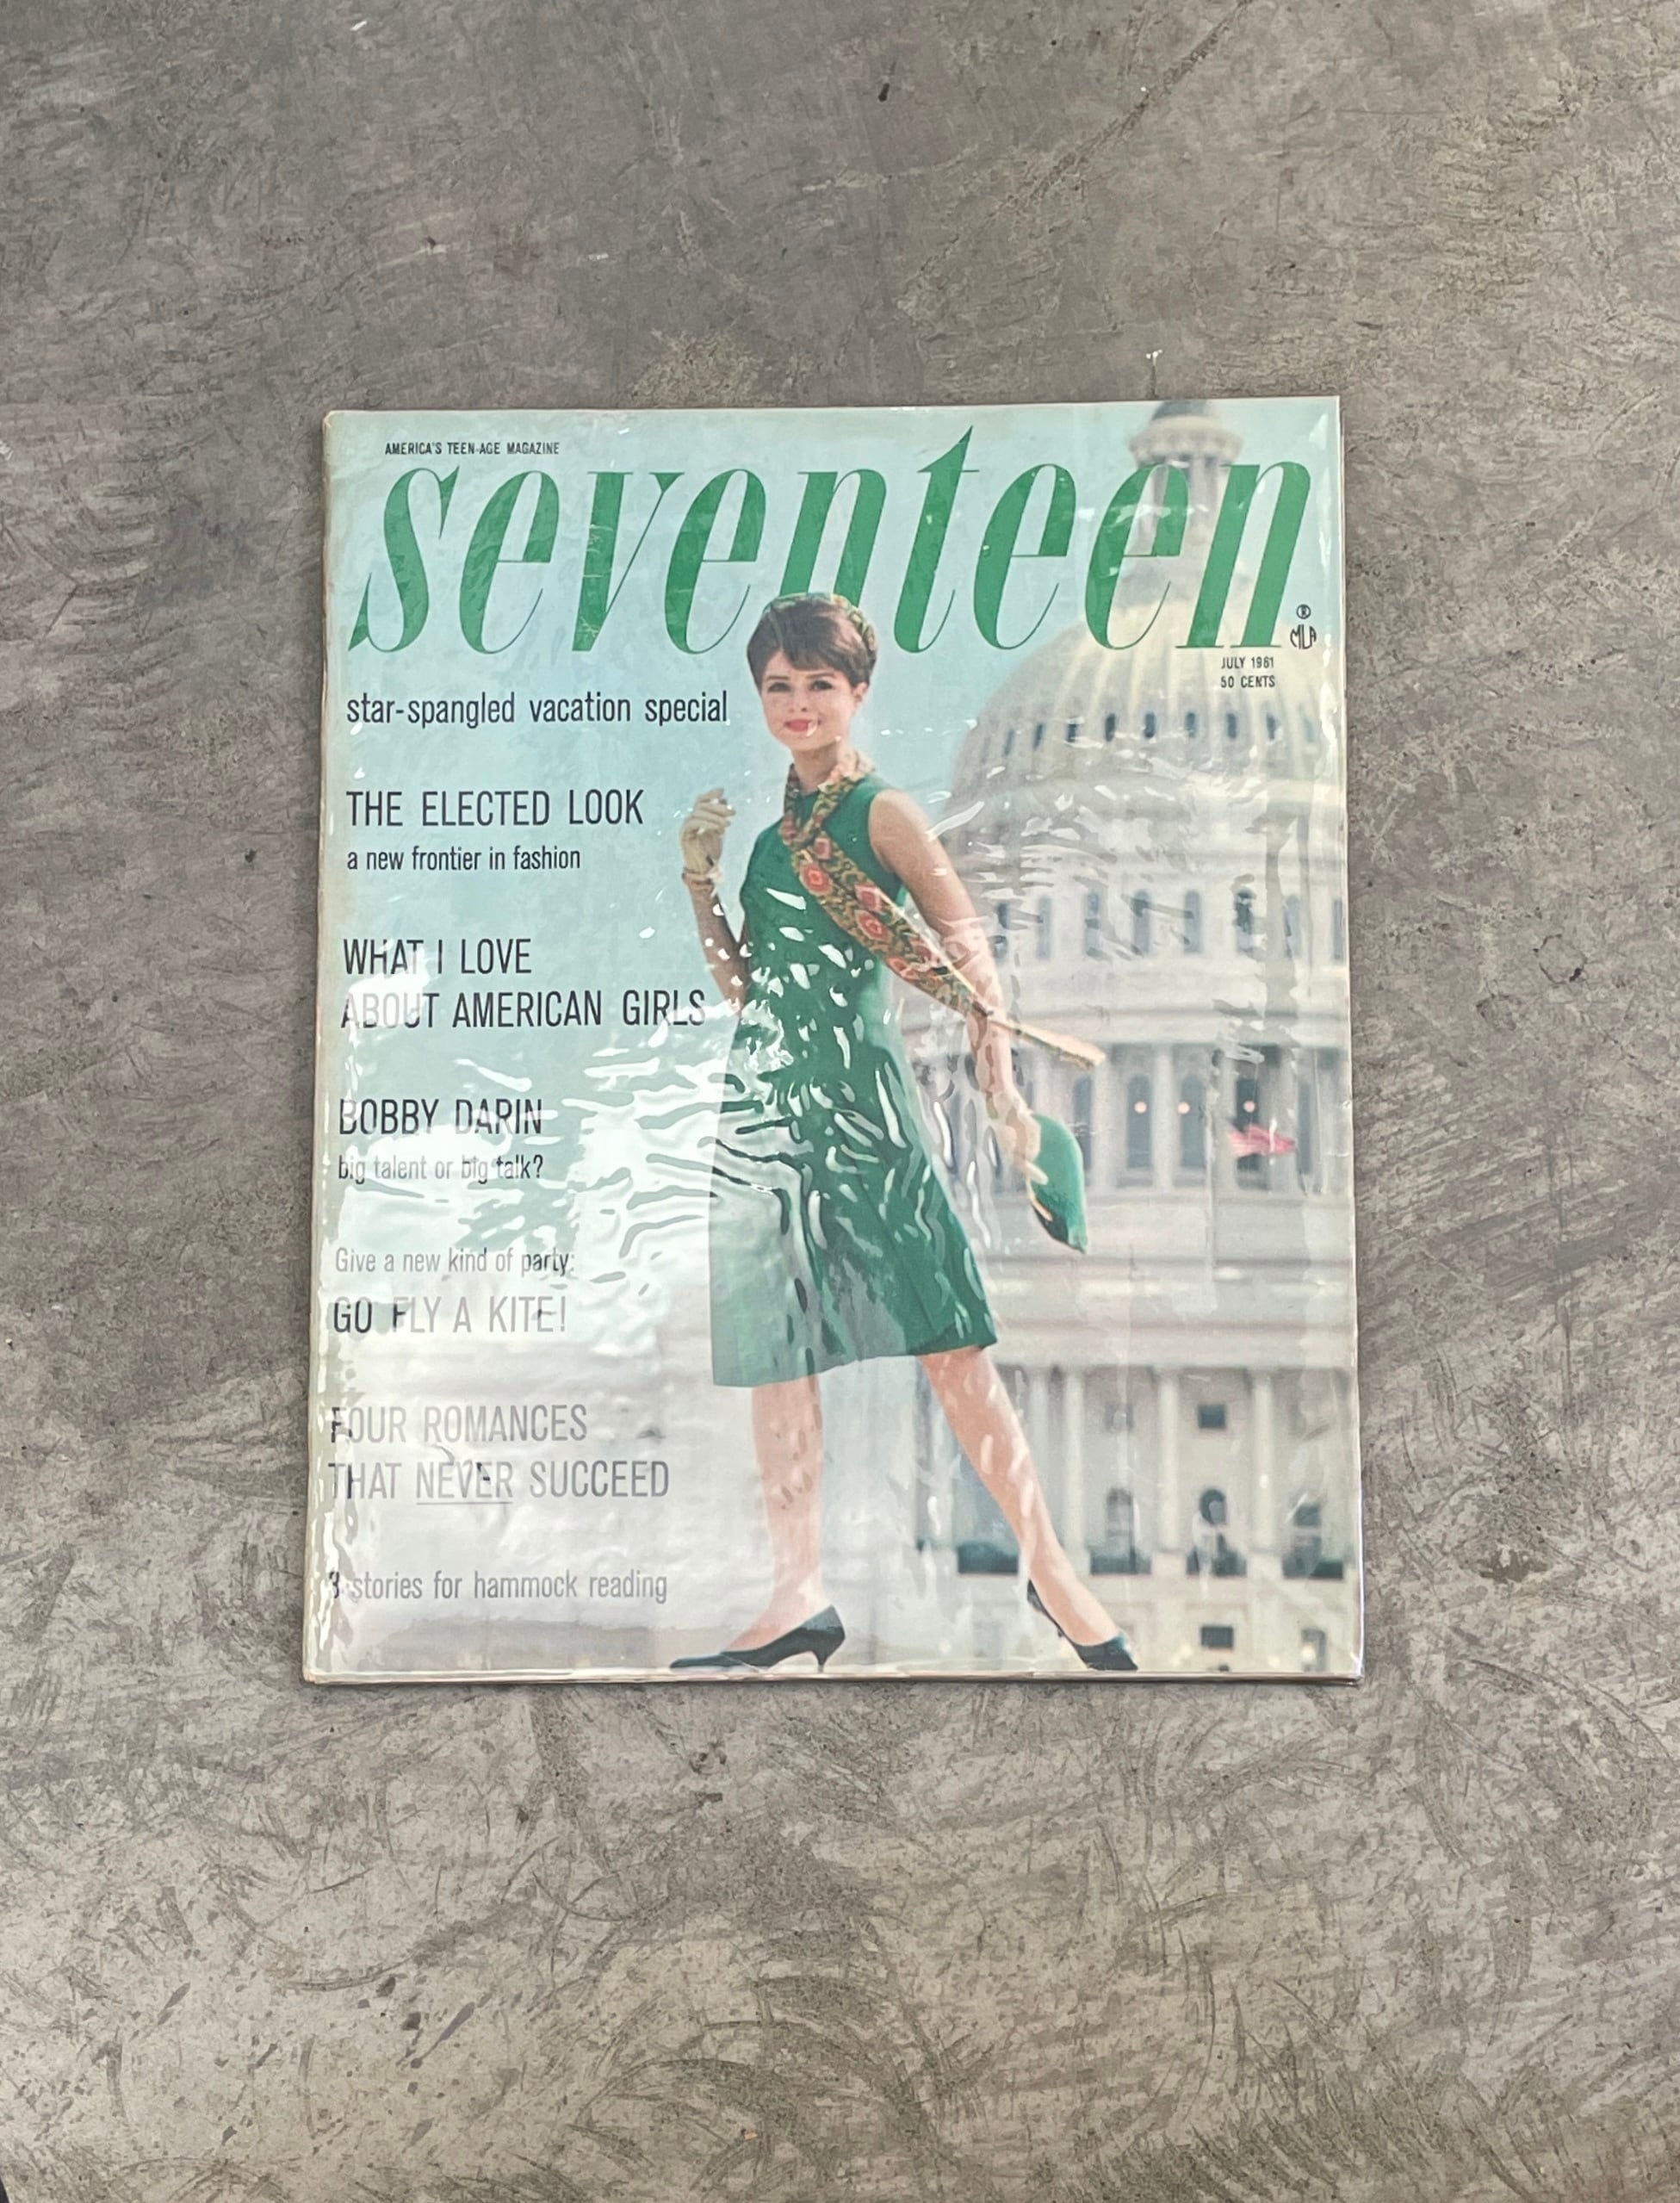 AMERICA'S TEEN-AGE MAGAZINE
seventeen
®
MLA
JULY 1961
50 CENTS
star-spangled vacation special
THE ELECTED LOOK
a new frontier in fashion
WHAT I LOVE
ABOUT AMERICAN GIRLS
BOBBY DARIN
big talent or big talk?
Give a new kind of party:
GO FLY A KITE!
FOUR ROMANCES
THAT NEVER SUCCEED
stories for hammock reading